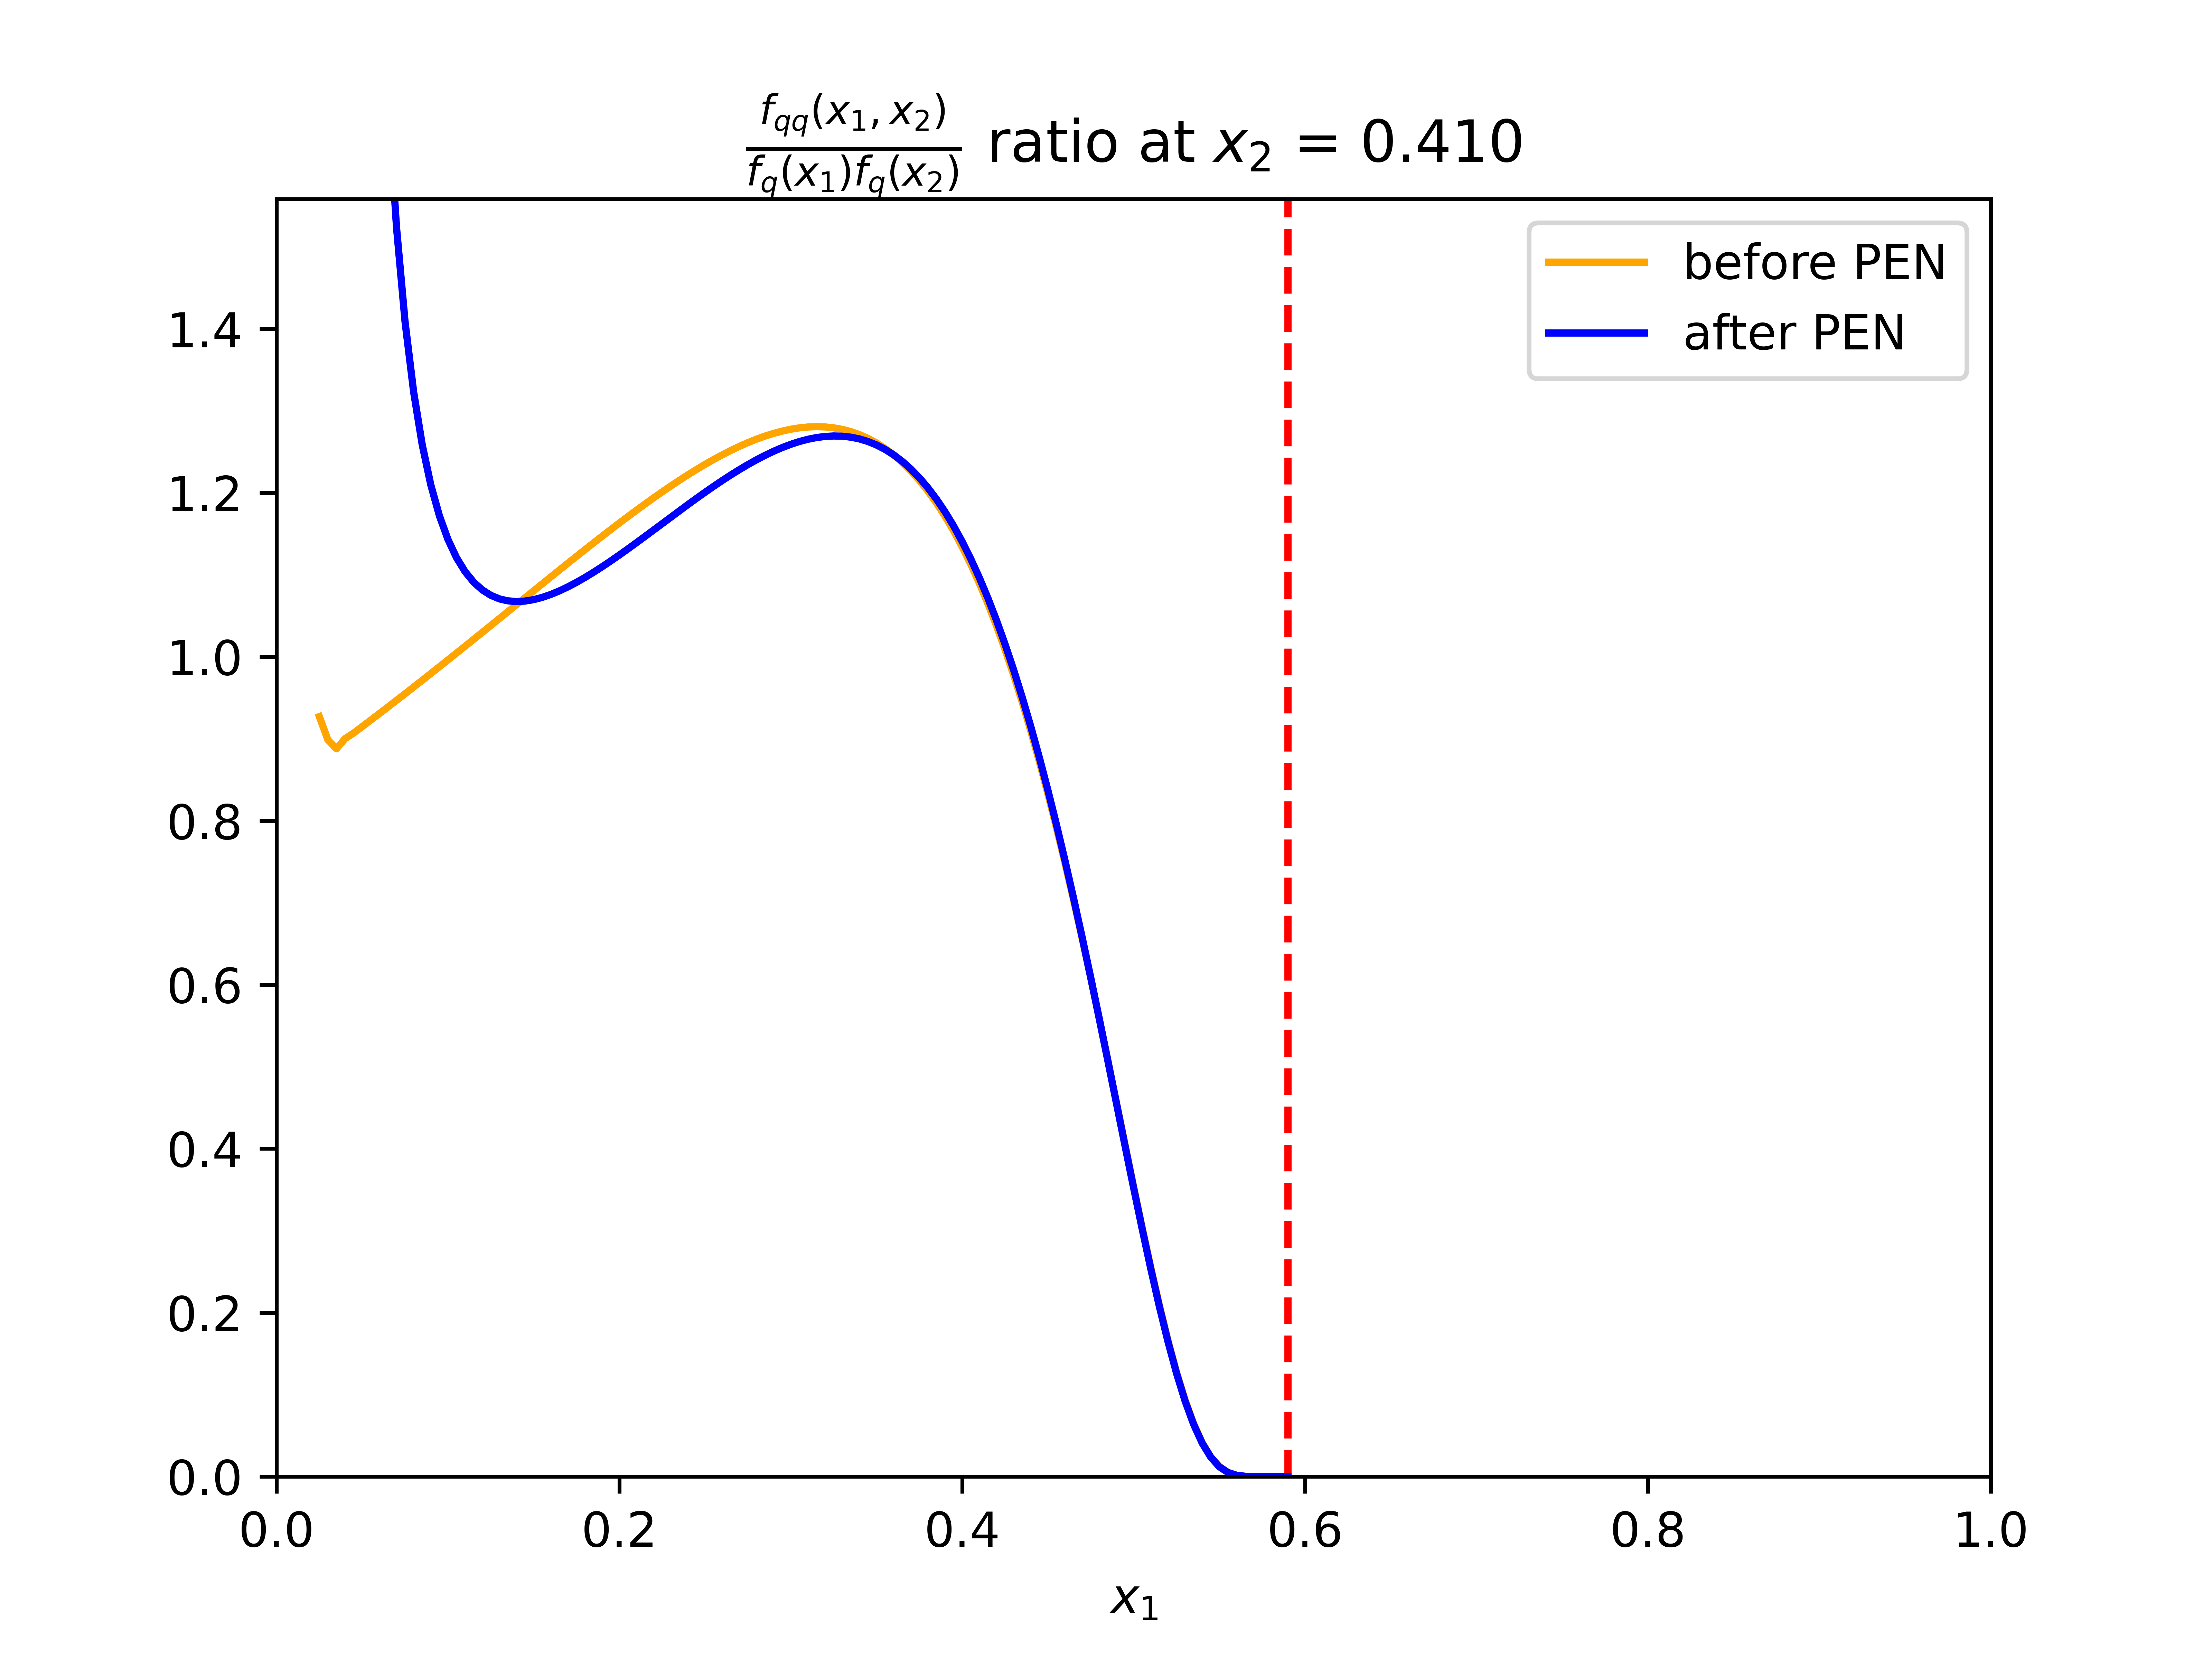 f_qq(x_1, x_2)
f_q(x_1)f_q(x_2) ratio at x_2 = 0.410
before PEN
after PEN
1.4
1.2
1.0
0.8
0.6
0.4
0.2
0.0
0.0 0.2 0.4 0.6 0.8 1.0
x_1